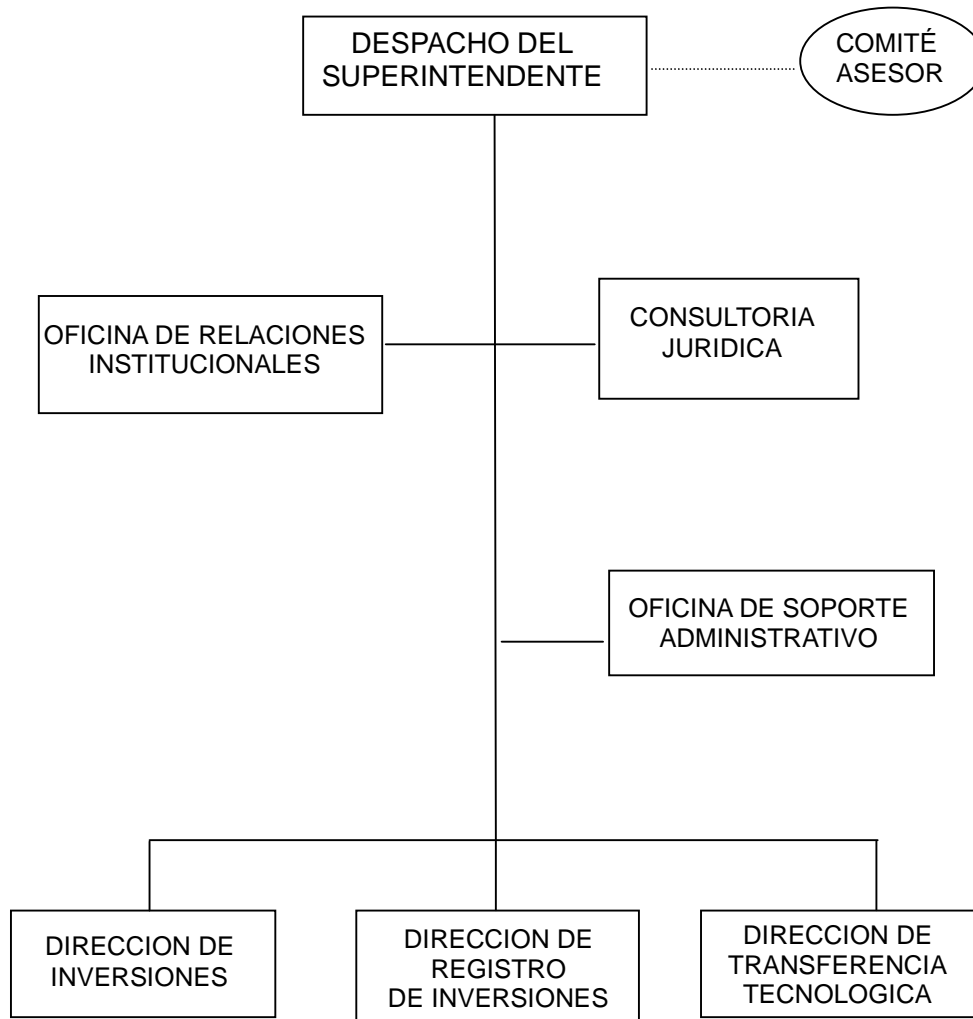 DESPACHO DEL
SUPERINTENDENTE
COMITÉ
ASESOR
OFICINA DE RELACIONES
INSTITUCIONALES
CONSULTORIA
JURIDICA
OFICINA DE SOPORTE
ADMINISTRATIVO
DIRECCION DE
INVERSIONES
DIRECCION DE
REGISTRO
DE INVERSIONES
DIRECCION DE
TRANSFERENCIA
TECNOLOGICA